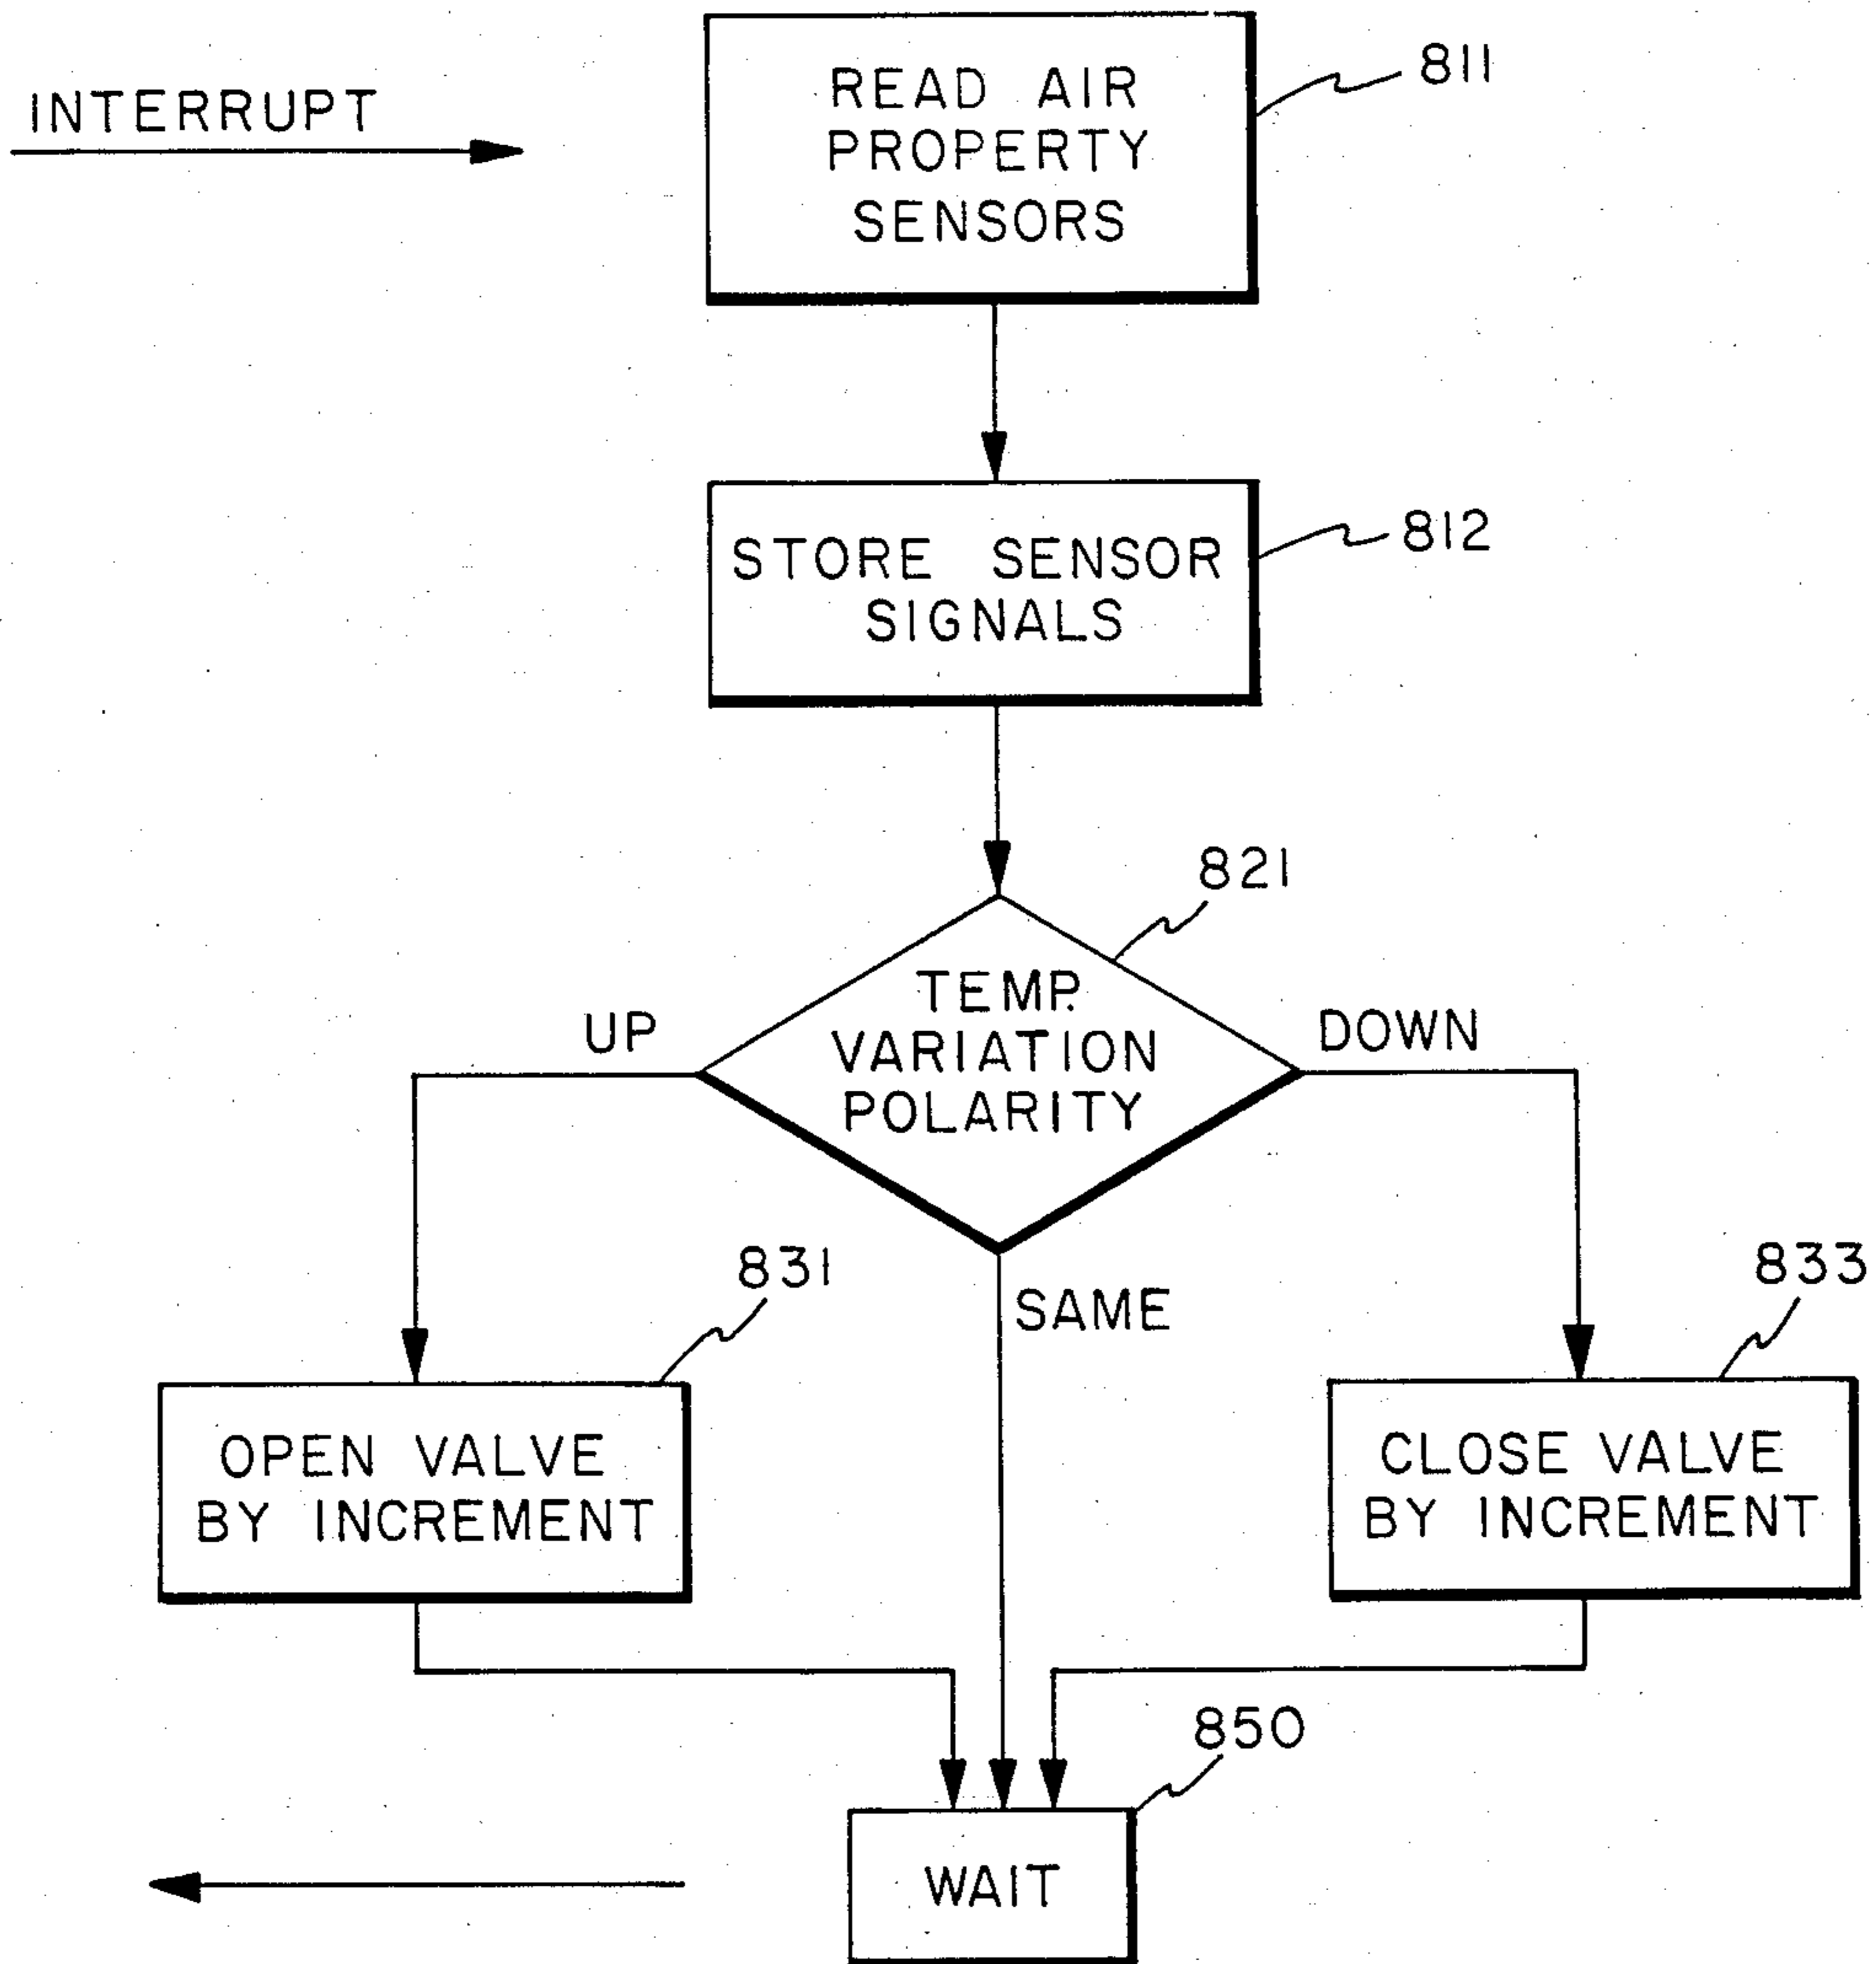 INTERRUPT
READ AIR
PROPERTY
SENSORS
811
STORE SENSOR
SIGNALS
812
821
TEMP.
VARIATION
POLARITY
UP
DOWN
SAME
831
833
OPEN VALVE
BY INCREMENT
CLOSE VALVE
BY INCREMENT
850
WAIT